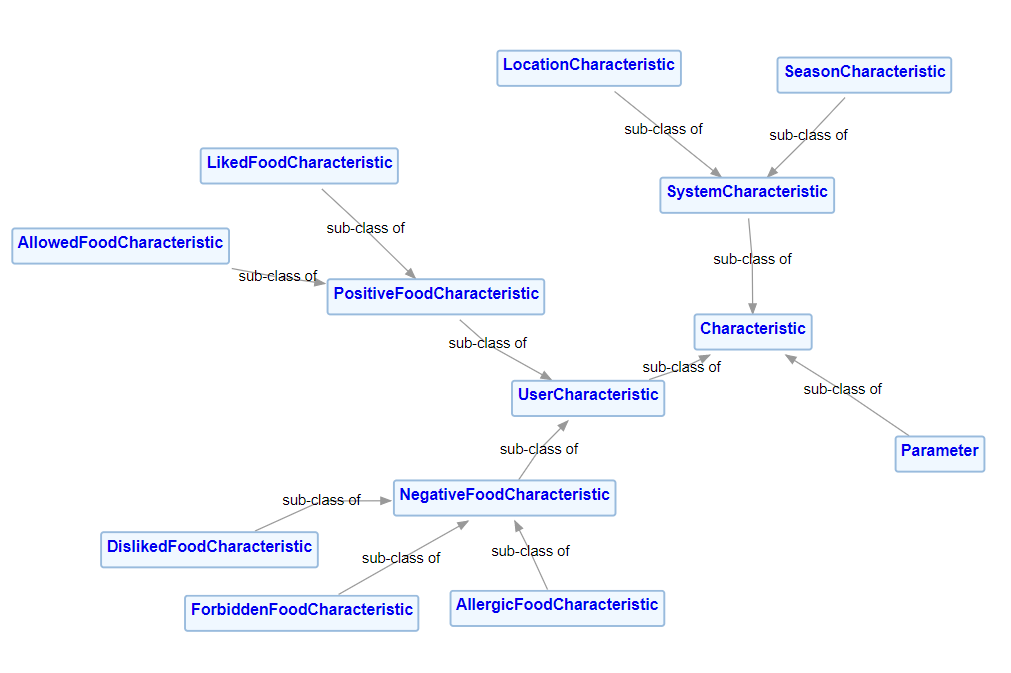 LocationCharacteristic
SeasonCharacteristic
sub-class of
sub-class of
LikedFoodCharacteristic
SystemCharacteristic
sub-class of
AllowedFoodCharacteristic
sub-class of
sub-class of
PositiveFoodCharacteristic
Characteristic
sub-class of
sub-class of
sub-class of
UserCharacteristic
sub-class of
Parameter
NegativeFoodCharacteristic
sub-class of
DislikedFoodCharacteristic
sub-class of
sub-class of
ForbiddenFoodCharacteristic
AllergicFoodCharacteristic